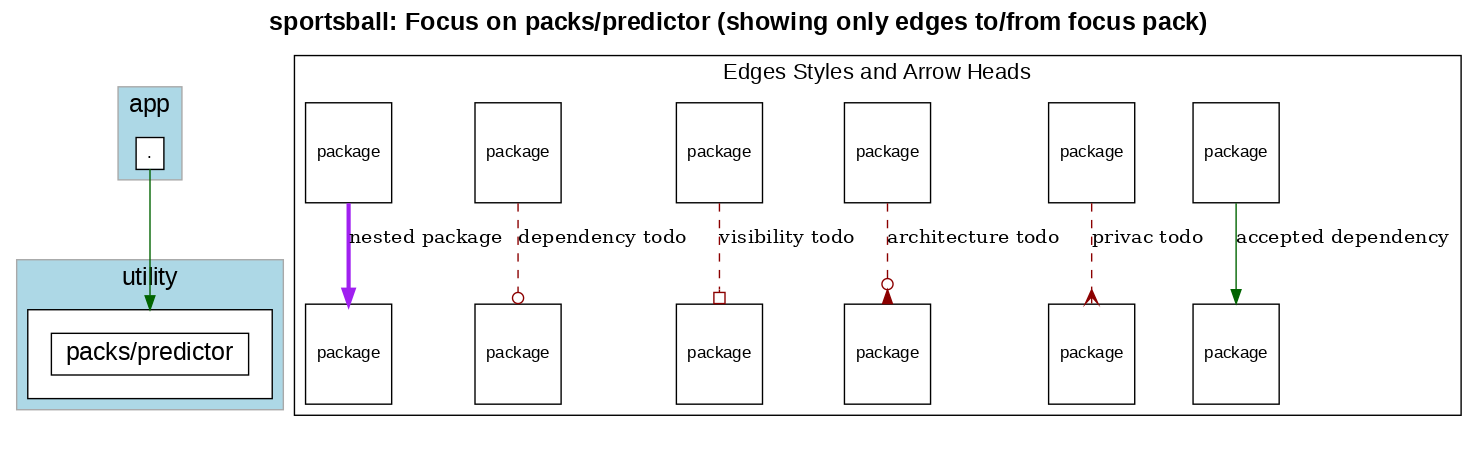 sportsball: Focus on packs/predictor (showing only edges to/from focus pack)
Edges Styles and Arrow Heads
app
.
package package package package package package
nested package dependency todo visibility todo architecture todo privac todo accepted dependency
utility
packs/predictor
package package package package package package